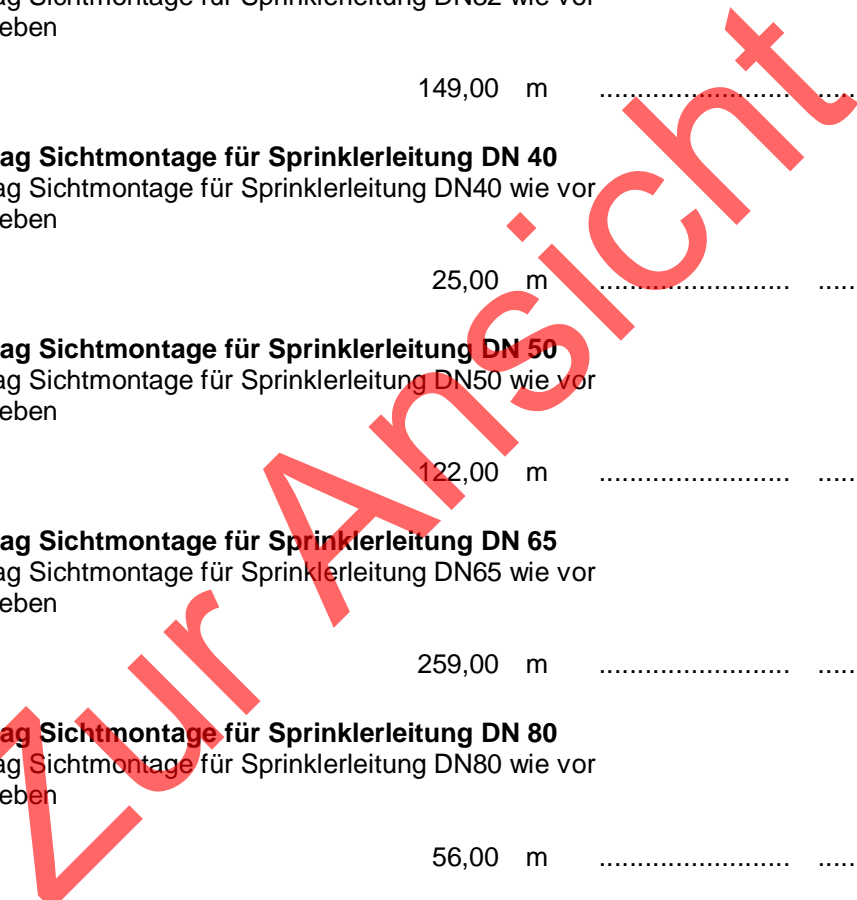 ag Sichtmontage für Sprinklerleitung DN32 wie vor
eben
149,00 m ......................... .....
ag Sichtmontage für Sprinklerleitung DN 40
ag Sichtmontage für Sprinklerleitung DN40 wie vor
eben
25,00 m ......................... .....
ag Sichtmontage für Sprinklerleitung DN 50
ag Sichtmontage für Sprinklerleitung DN50 wie vor
eben
122,00 m ......................... .....
ag Sichtmontage für Sprinklerleitung DN 65
ag Sichtmontage für Sprinklerleitung DN65 wie vor
eben
259,00 m ......................... .....
ag Sichtmontage für Sprinklerleitung DN 80
ag Sichtmontage für Sprinklerleitung DN80 wie vor
eben
56,00 m ......................... .....
Zur Ansicht